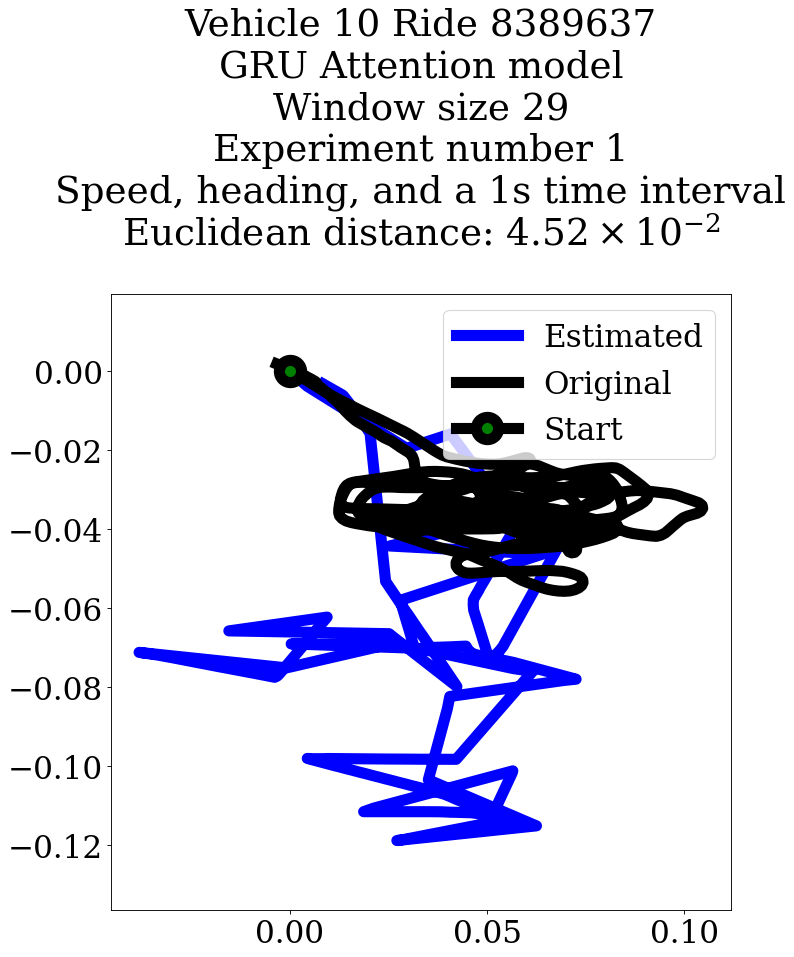 Vehicle 10 Ride 8389637
GRU Attention model
Window size 29
Experiment number 1
Speed, heading, and a 1s time interval
Euclidean distance: 4.52 × 10⁻²
Estimated
Original
Start
0.00
−0.02
−0.04
−0.06
−0.08
−0.10
−0.12
0.00 0.05 0.10